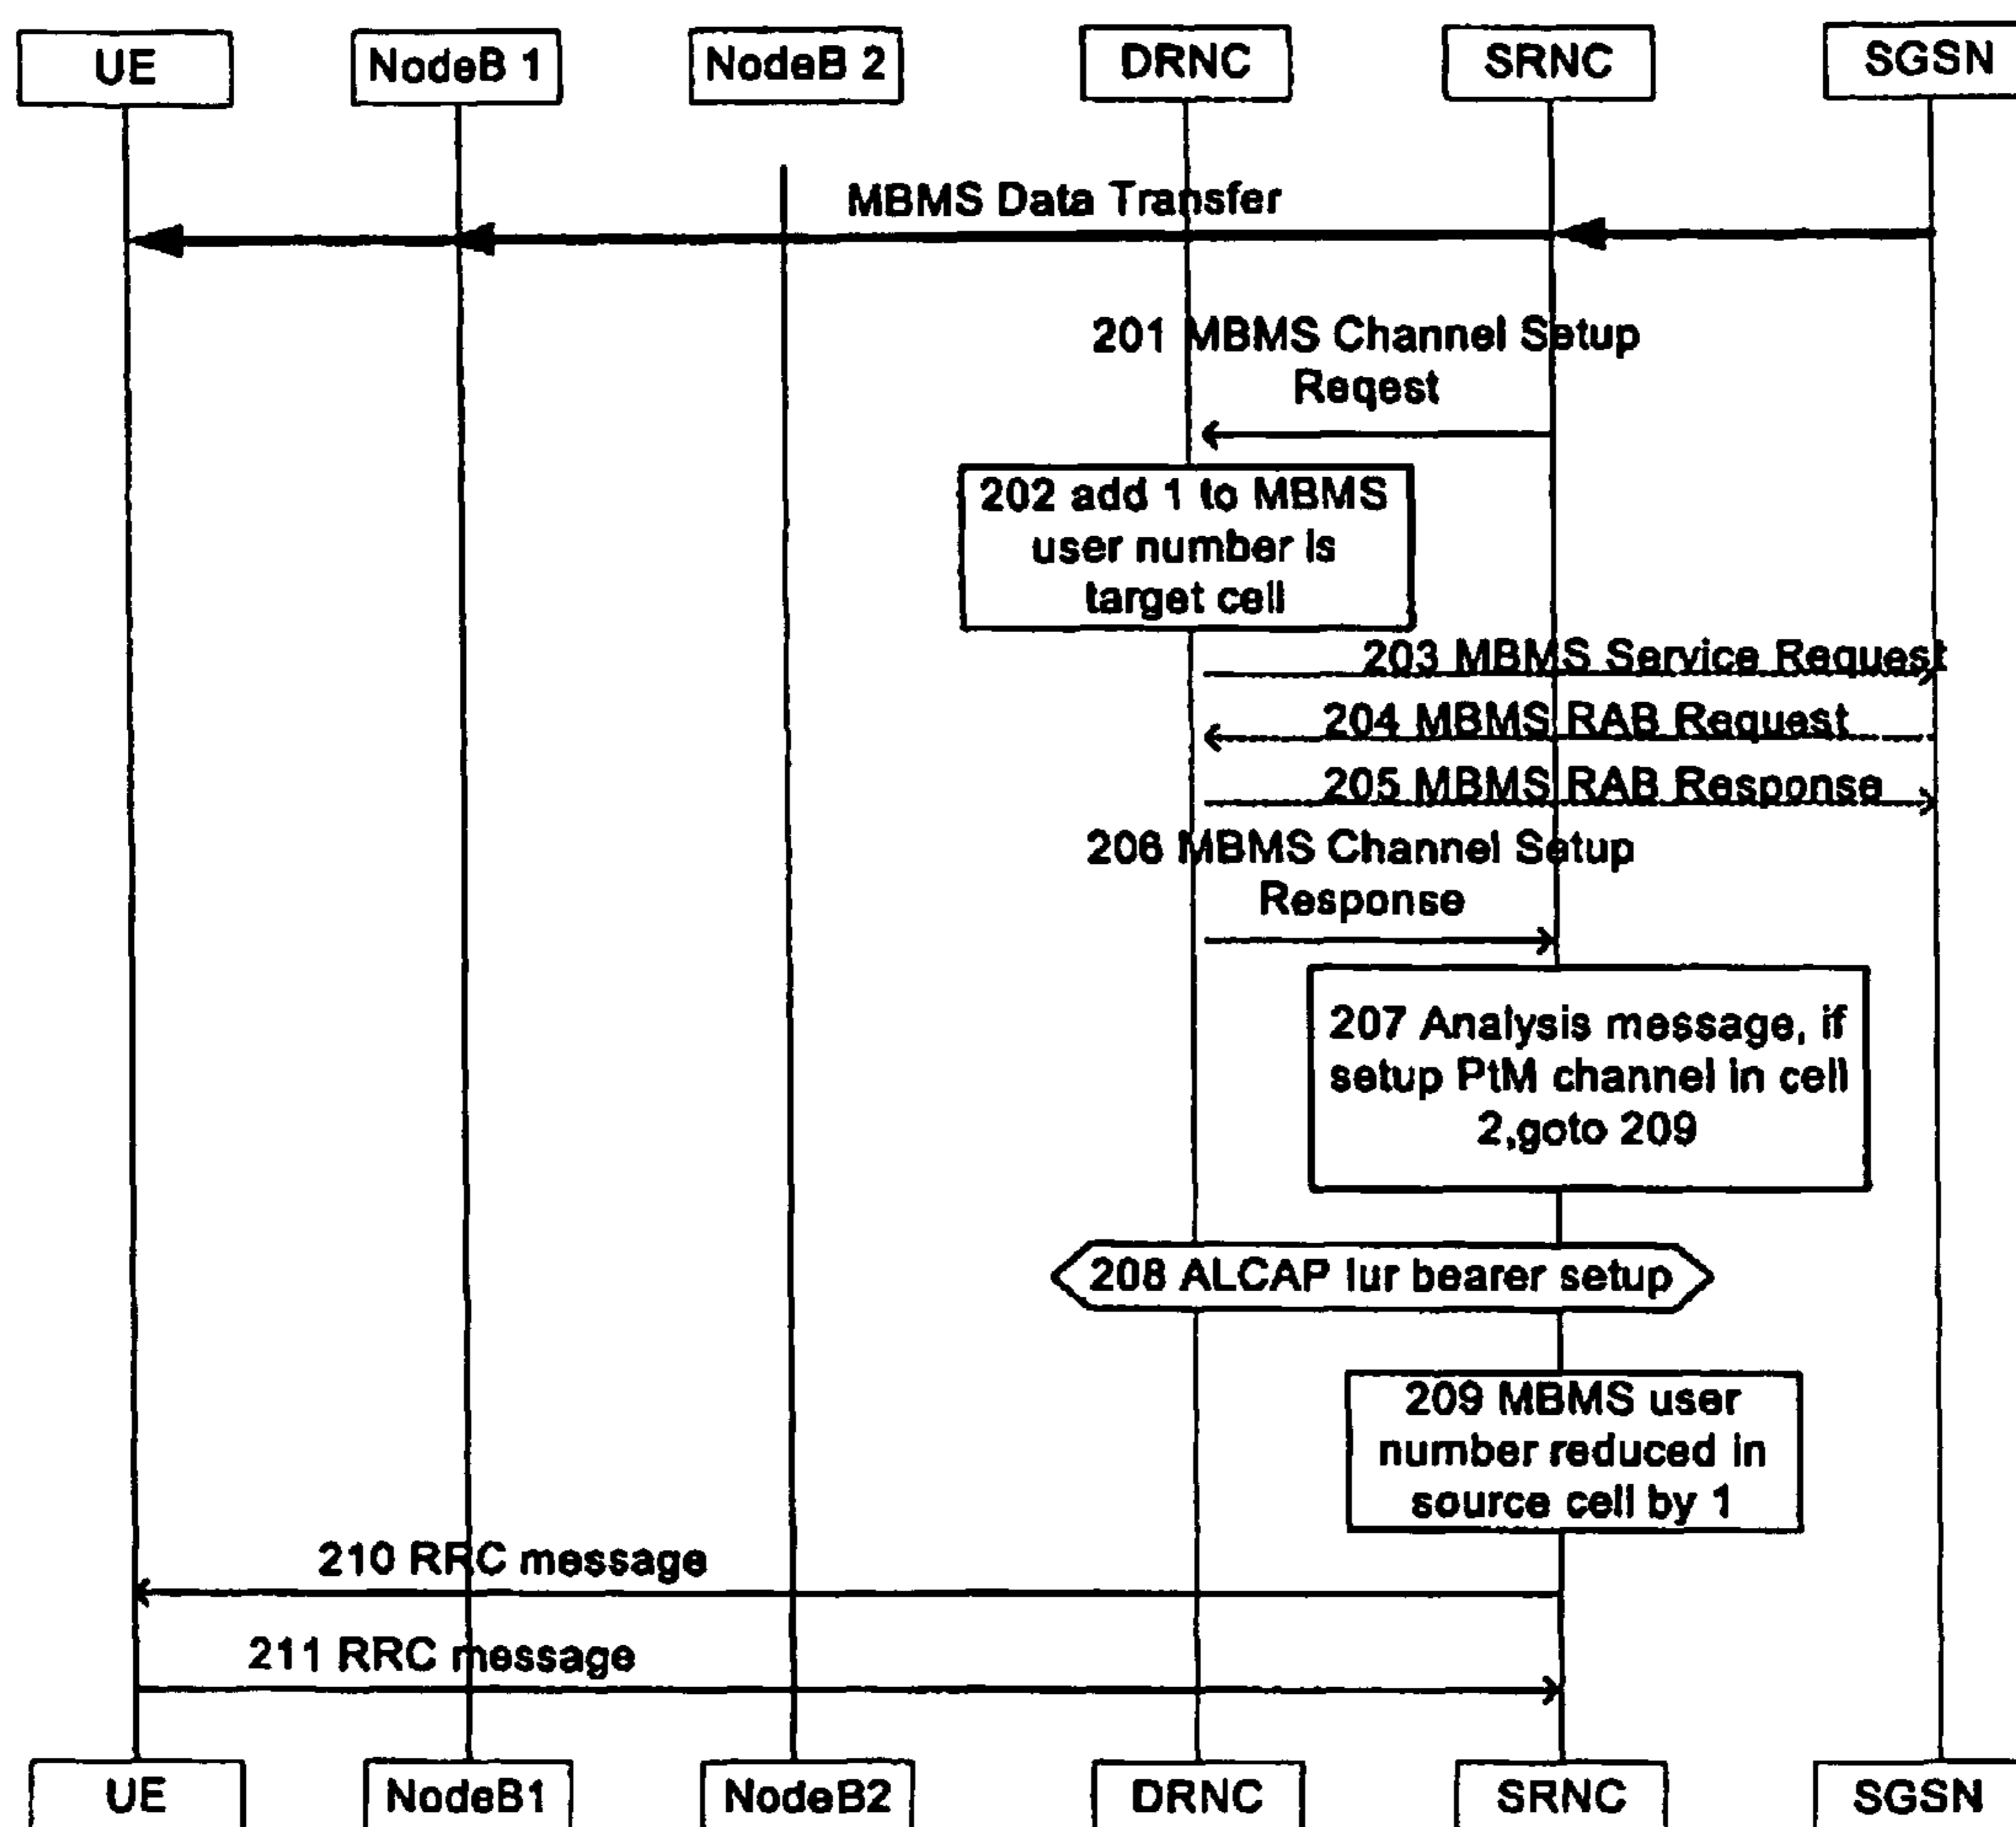 UE
NodeB 1
NodeB 2
DRNC
SRNC
SGSN
MBMS Data Transfer
201 MBMS Channel Setup
Reqest
202 add 1 to MBMS
user number is
target cell
203 MBMS Service Request
204 MBMS RAB Request
205 MBMS RAB Response
206 MBMS Channel Setup
Response
207 Analysis message, if
setup PtM channel in cell
2,goto 209
208 ALCAP Iur bearer setup
209 MBMS user
number reduced in
source cell by 1
210 RRC message
211 RRC message
UE
NodeB1
NodeB2
DRNC
SRNC
SGSN